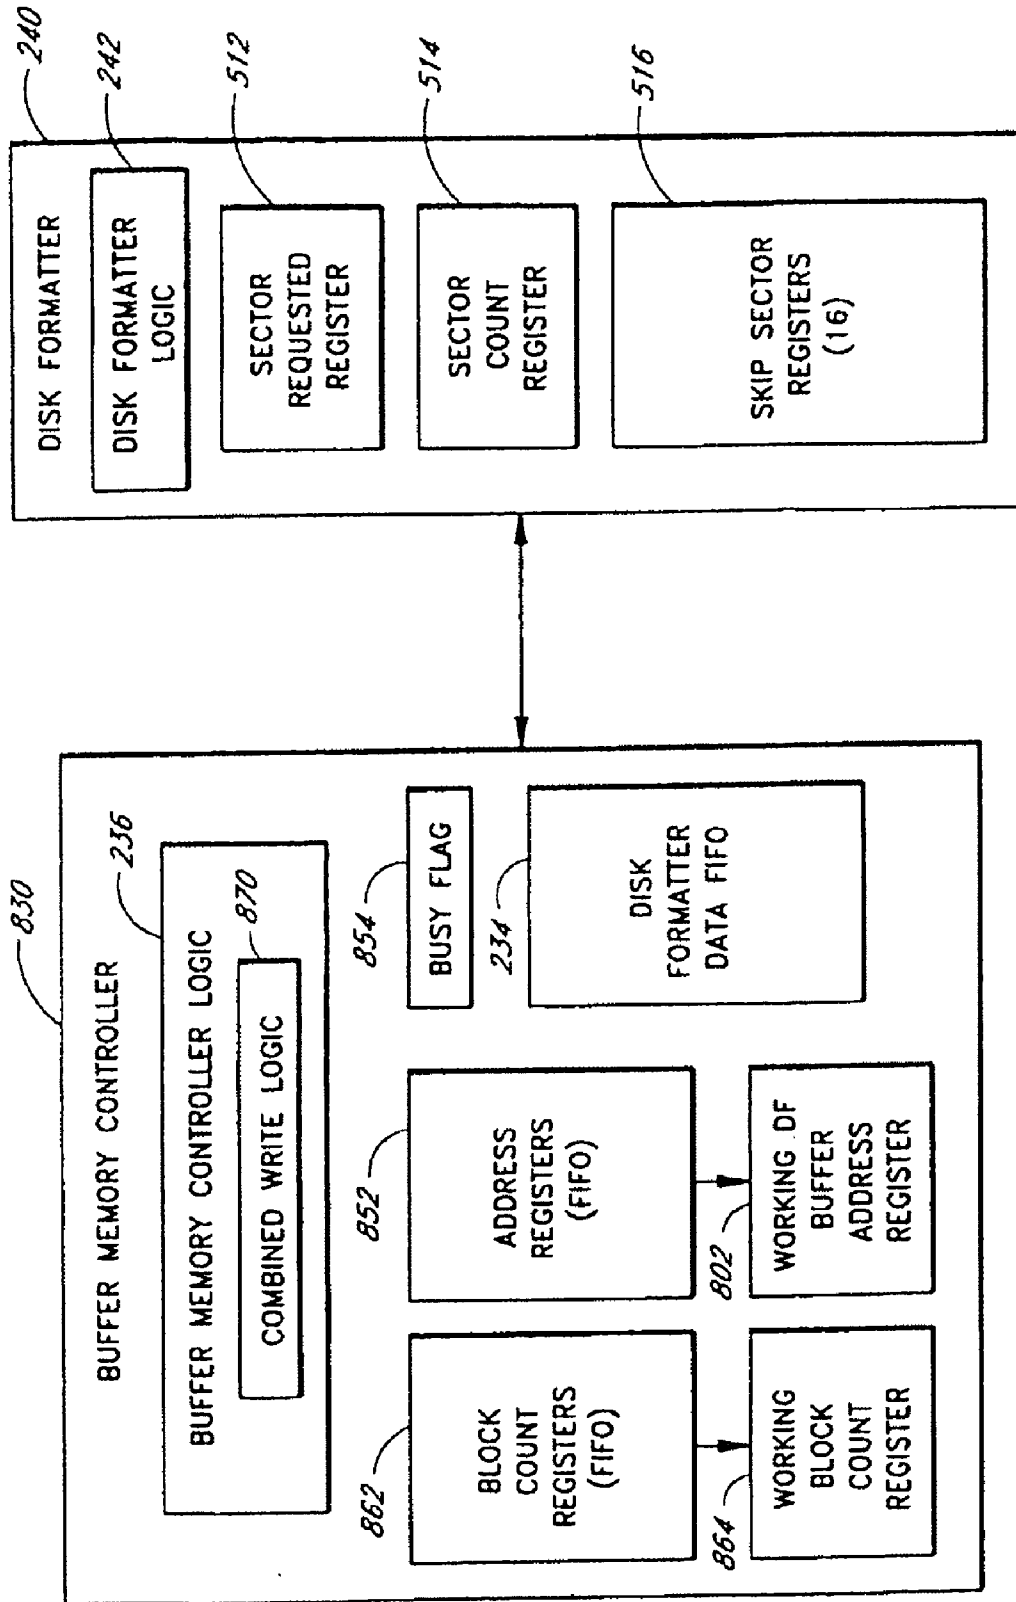 830
BUFFER MEMORY CONTROLLER
236
BUFFER MEMORY CONTROLLER LOGIC
870
COMBINED WRITE LOGIC
862
BLOCK
COUNT
REGISTERS
(FIFO)
852
ADDRESS
REGISTERS
(FIFO)
854
BUSY FLAG
234
DISK
FORMATTER
DATA FIFO
864
WORKING
BLOCK
COUNT
REGISTER
802
WORKING DF
BUFFER
ADDRESS
REGISTER
240
DISK FORMATTER
242
DISK FORMATTER
LOGIC
512
SECTOR
REQUESTED
REGISTER
514
SECTOR
COUNT
REGISTER
516
SKIP SECTOR
REGISTERS
(16)